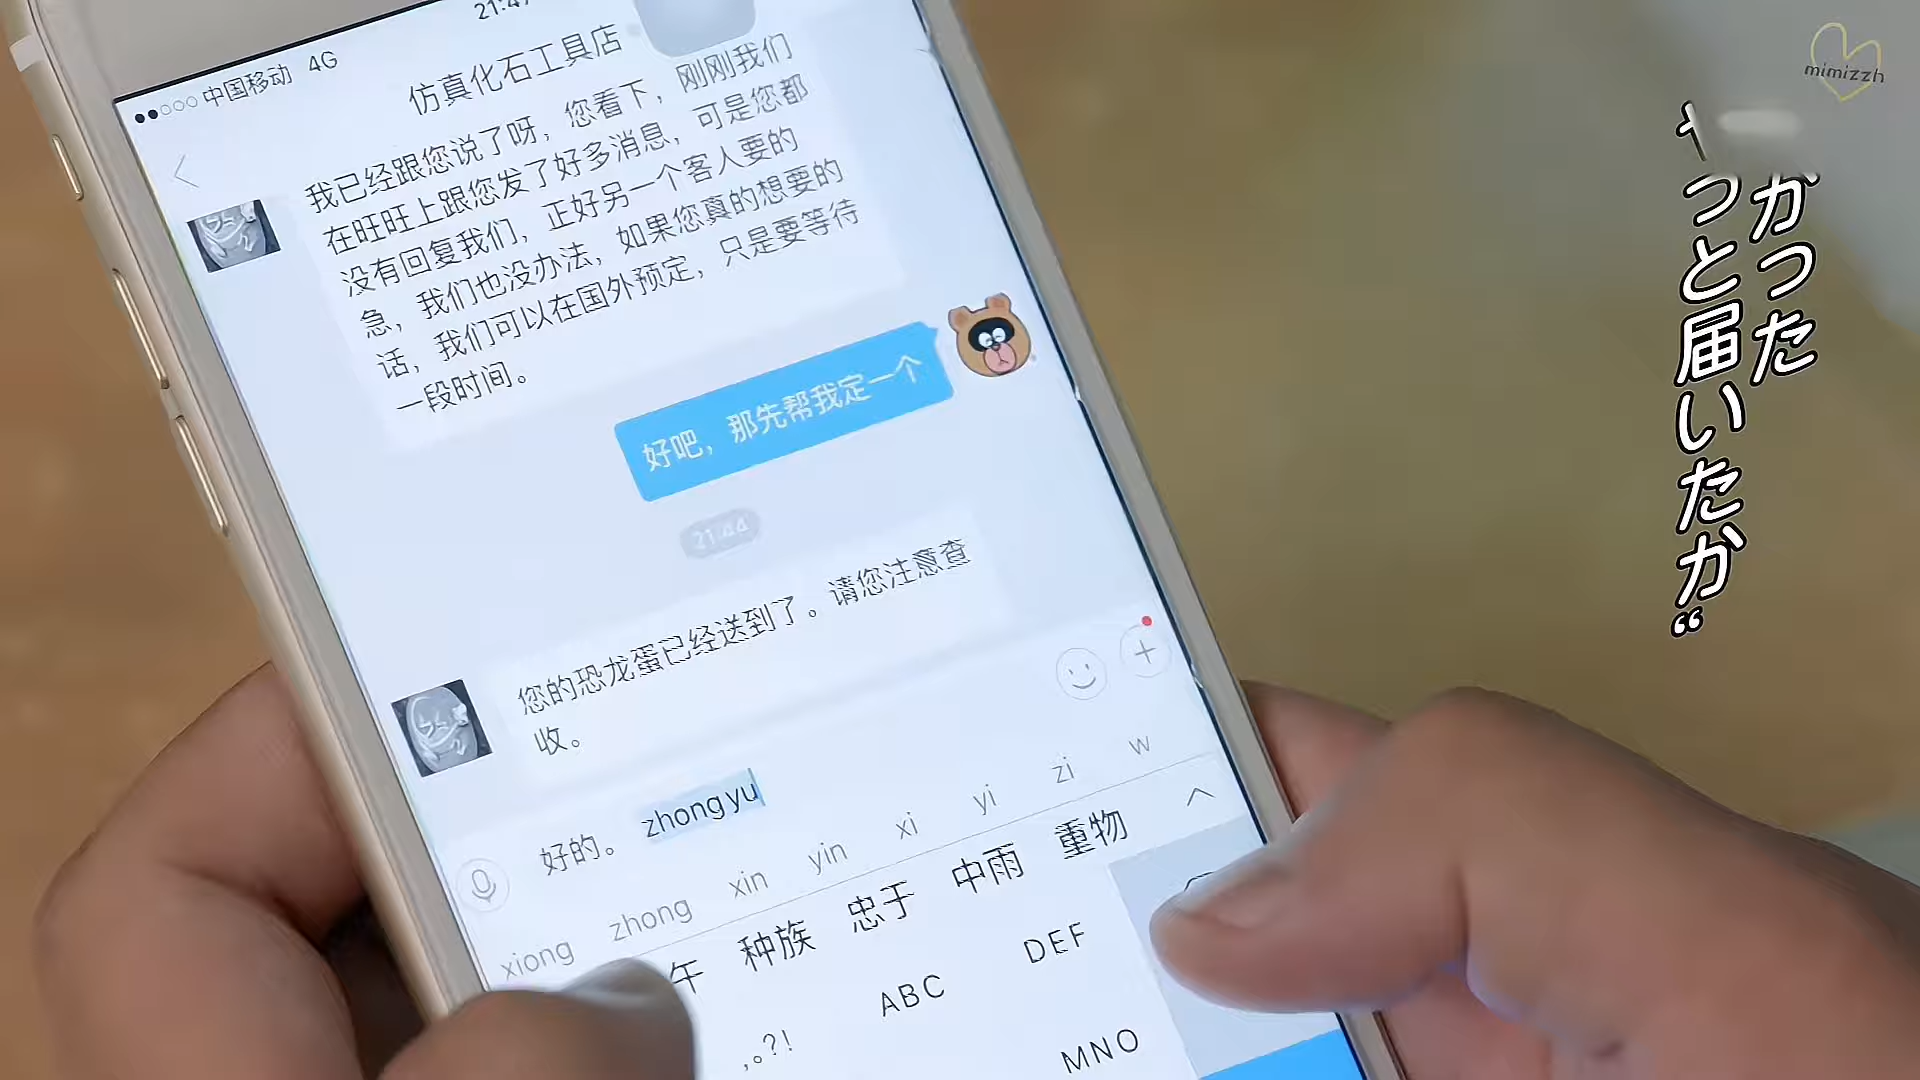 中国移动 4G
仿真化石工具店
我已经跟您说了呀，您看下，刚刚我们
在旺旺上跟您发了好多消息，可是您都
没有回复我们，正好另一个客人要的
急，我们也没办法，如果您真的想要的
话，我们可以在国外预定，只是要等待
一段时间。
好吧，那先帮我定一个
21:44
您的恐龙蛋已经送到了。请您注意查
收。
好的。 zhong yu
xiong zhong xin yin xi yi zi w
午 种族 忠于 中雨 重物
,。?! ABC DEF
MNO
mimizzh
かった
っと届いたか“